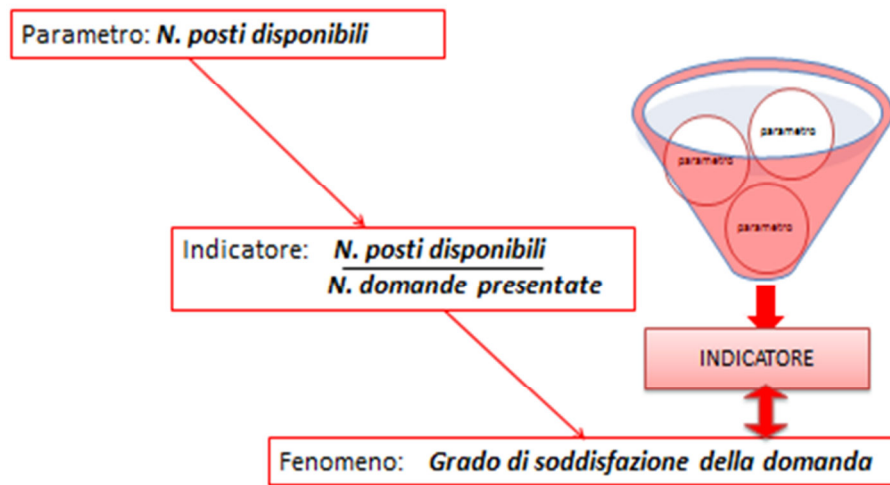 Parametro: N. posti disponibili
parametro
parametro
parametro
Indicatore: N. posti disponibili
N. domande presentate
INDICATORE
Fenomeno: Grado di soddisfazione della domanda